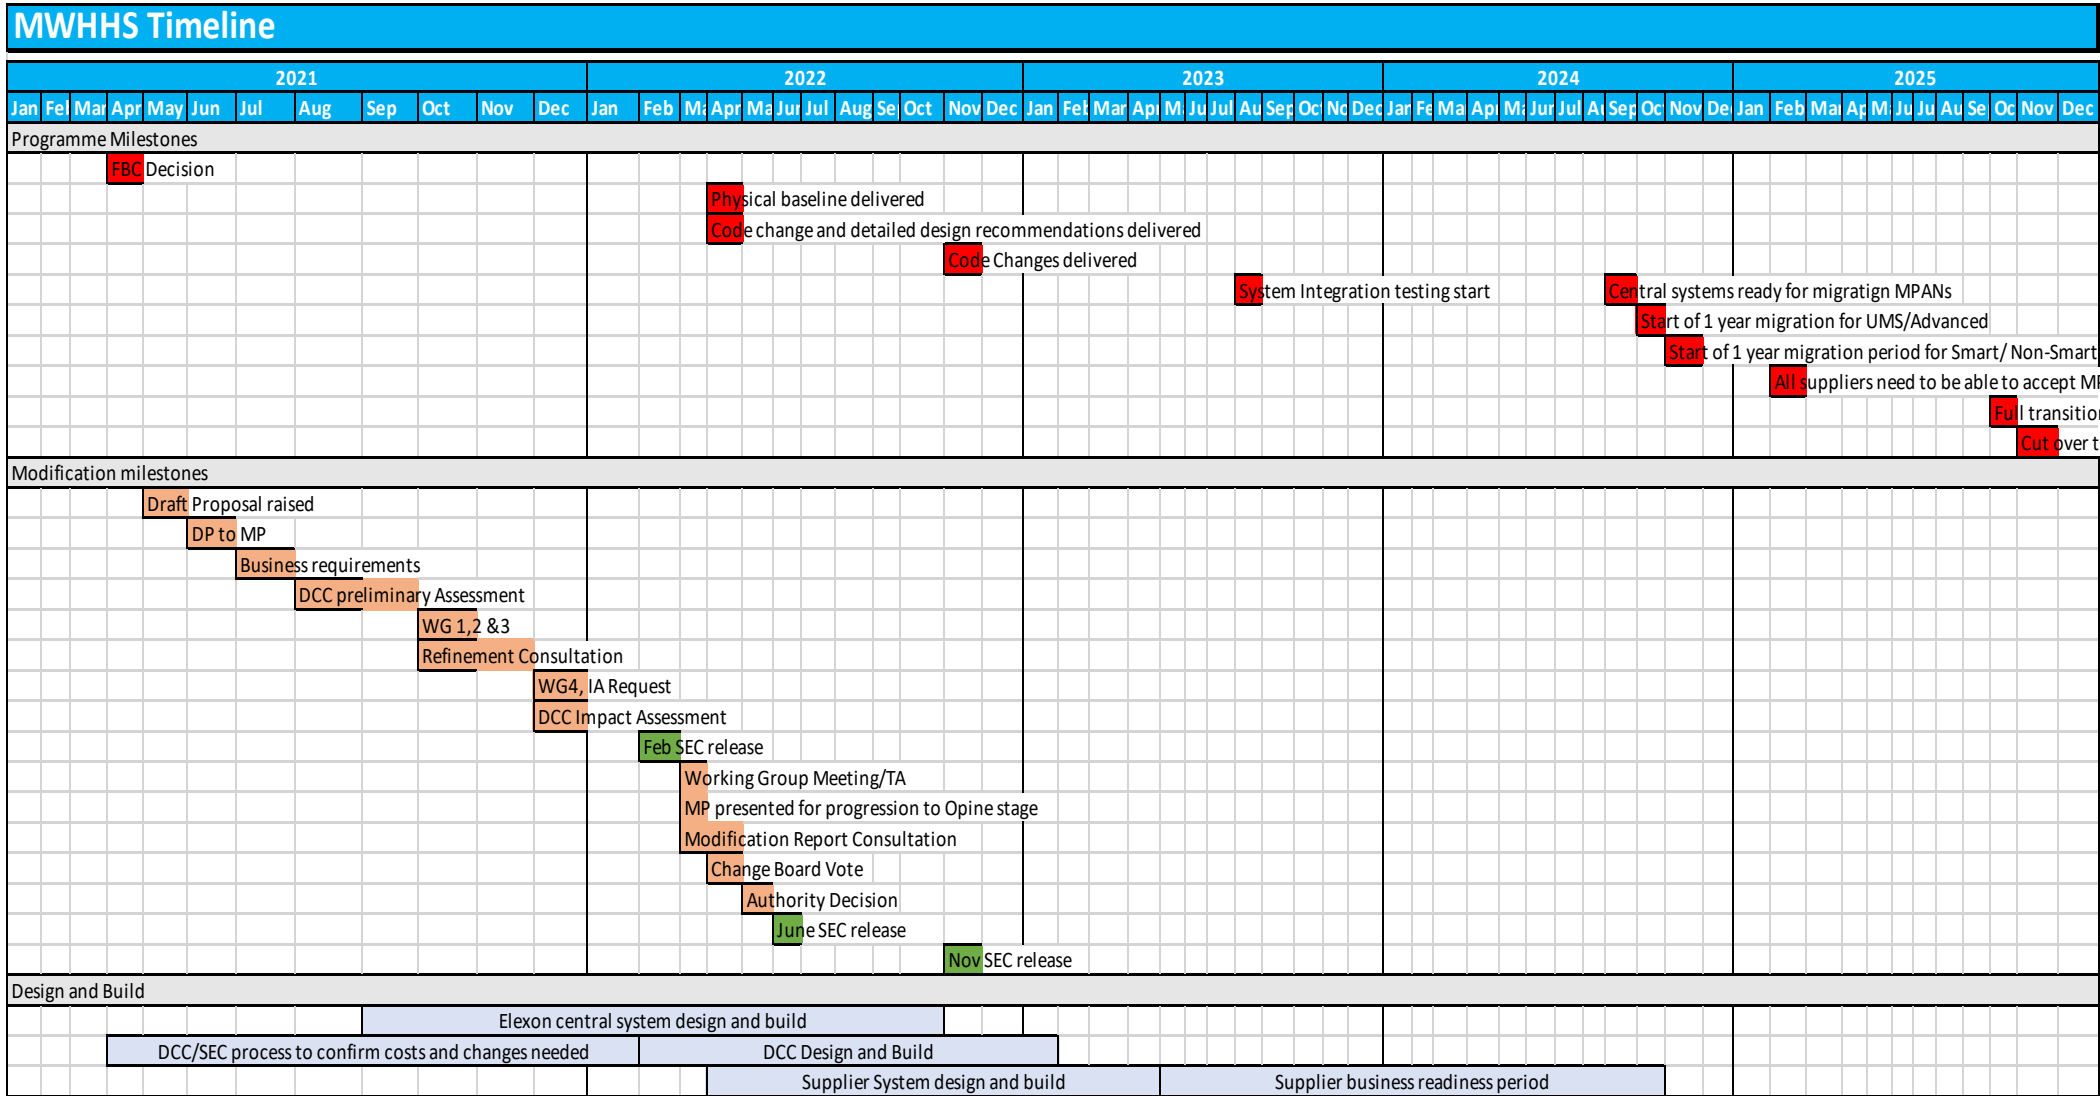 MWHHS Timeline
2021 2022 2023 2024 2025
Jan Fel Mar Apr May Jun Jul Aug Sep Oct Nov Dec Jan Feb Ma Apr Ma Jun Jul Aug Se Oct Nov Dec Jan Feb Mar Apr M Ju Jul Au Sep Oc No Dec Jan Fe Ma Apr Ma Jun Jul Au Sep Oc Nov De Jan Feb Mar Ap M Ju Ju Au Se Oc Nov Dec
Programme Milestones
FBC Decision
Physical baseline delivered
Code change and detailed design recommendations delivered
Code Changes delivered
System Integration testing start Central systems ready for migratign MPANs
Start of 1 year migration for UMS/Advanced
Start of 1 year migration period for Smart/ Non-Smart
All suppliers need to be able to accept
Full transition
Cut over t
Modification milestones
Draft Proposal raised
DP to MP
Business requirements
DCC preliminary Assessment
WG 1,2 &3
Refinement Consultation
WG4, IA Request
DCC Impact Assessment
Feb SEC release
Working Group Meeting/TA
MP presented for progression to Opine stage
Modification Report Consultation
Change Board Vote
Authority Decision
June SEC release
Nov SEC release
Design and Build
Elexon central system design and build
DCC/SEC process to confirm costs and changes needed DCC Design and Build
Supplier System design and build Supplier business readiness period